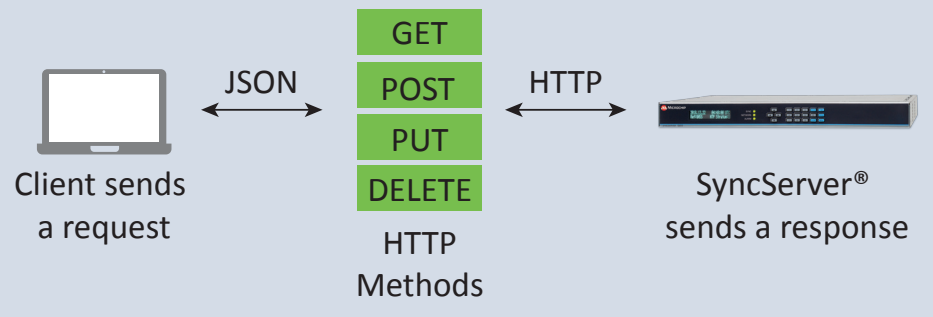 GET
JSON
POST
HTTP
PUT
DELETE
Client sends
a request
HTTP
Methods
SyncServer®
sends a response